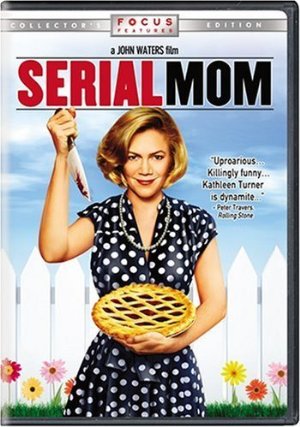 COLLECTOR'S FOCUS FEATURES EDITION
a JOHN WATERS film
SERIAL MOM
"Uproarious...
Killingly funny...
Kathleen Turner
is dynamite..."
- Peter Travers,
Rolling Stone